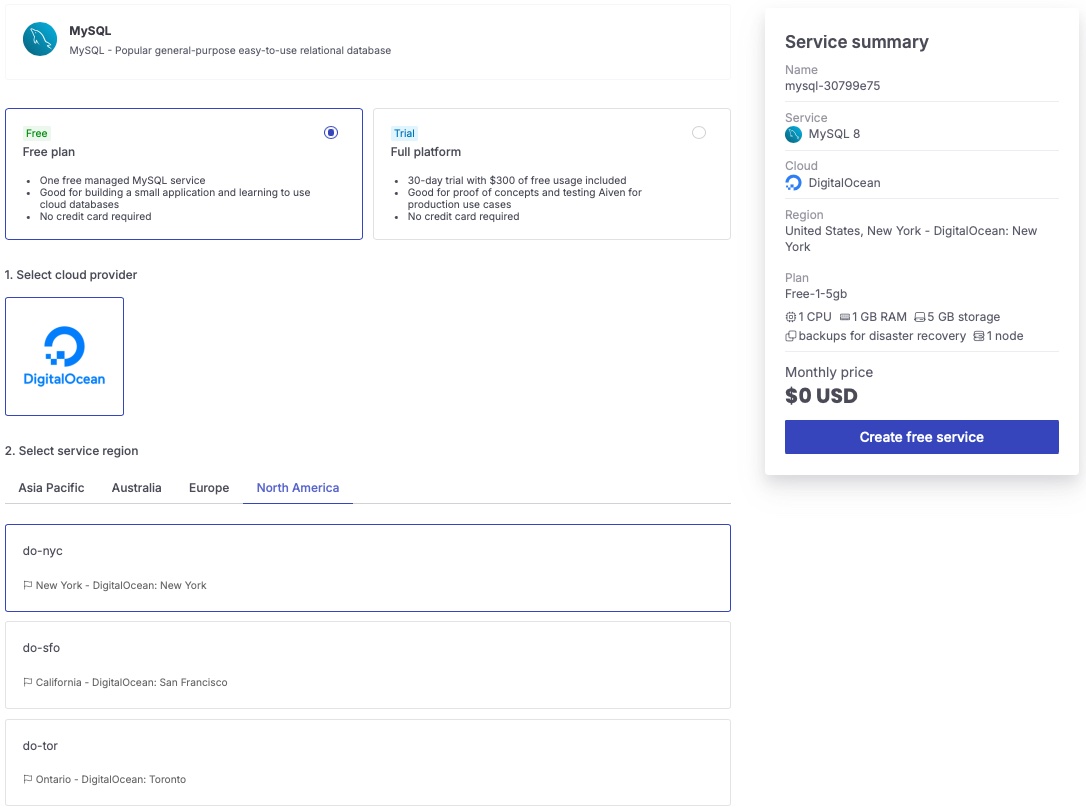 MySQL
MySQL - Popular general-purpose easy-to-use relational database
Free
Free plan
One free managed MySQL service
Good for building a small application and learning to use
cloud databases
No credit card required
Trial
Full platform
30-day trial with $300 of free usage included
Good for proof of concepts and testing Aiven for
production use cases
No credit card required
1. Select cloud provider
DigitalOcean
2. Select service region
Asia Pacific Australia Europe North America
do-nyc
New York - DigitalOcean: New York
do-sfo
California - DigitalOcean: San Francisco
do-tor
Ontario - DigitalOcean: Toronto
Service summary
Name
mysql-30799e75
Service
MySQL 8
Cloud
DigitalOcean
Region
United States, New York - DigitalOcean: New
York
Plan
Free-1-5gb
1 CPU 1 GB RAM 5 GB storage
backups for disaster recovery 1 node
Monthly price
$0 USD
Create free service